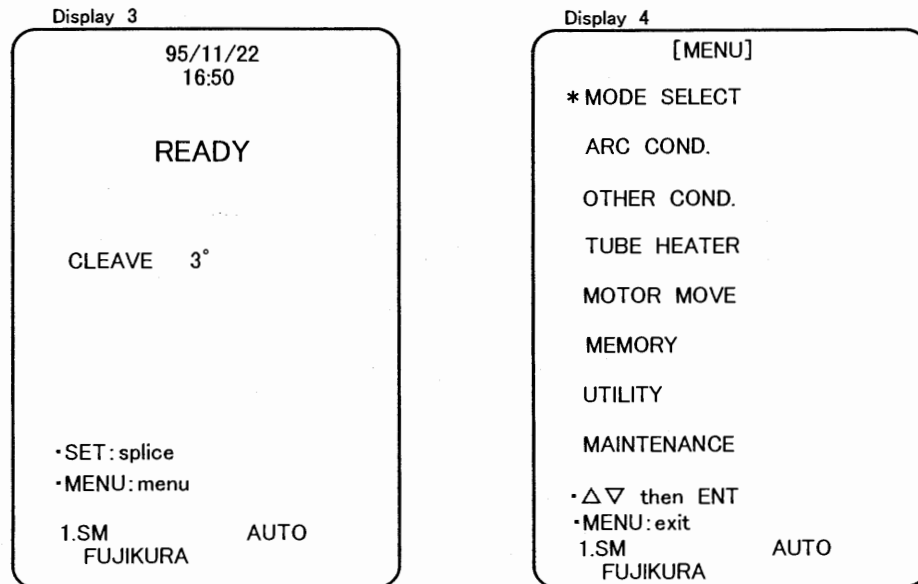 Display 3
95/11/22
16:50
READY
CLEAVE 3°
・SET:splice
・MENU:menu
1.SM AUTO
FUJIKURA
Display 4
[MENU]
*MODE SELECT
ARC COND.
OTHER COND.
TUBE HEATER
MOTOR MOVE
MEMORY
UTILITY
MAINTENANCE
・△▽ then ENT
・MENU:exit
1.SM AUTO
FUJIKURA